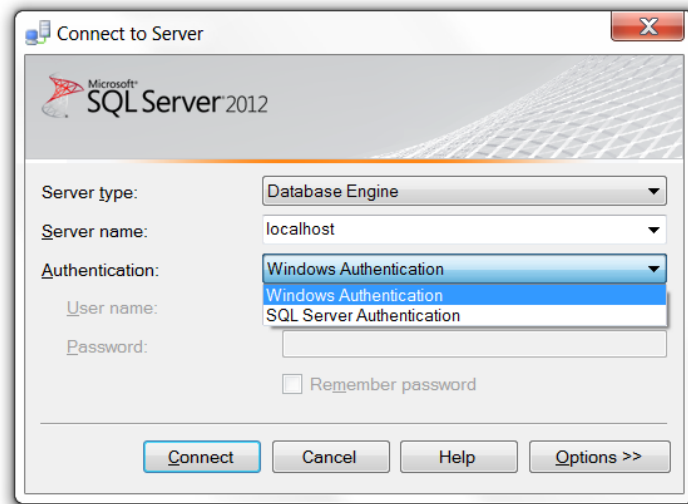 Connect to Server
Microsoft®
SQL Server® 2012
Server type:
Database Engine
Server name:
localhost
Authentication:
Windows Authentication
Windows Authentication
SQL Server Authentication
User name:
Password:
Remember password
Connect
Cancel
Help
Options >>